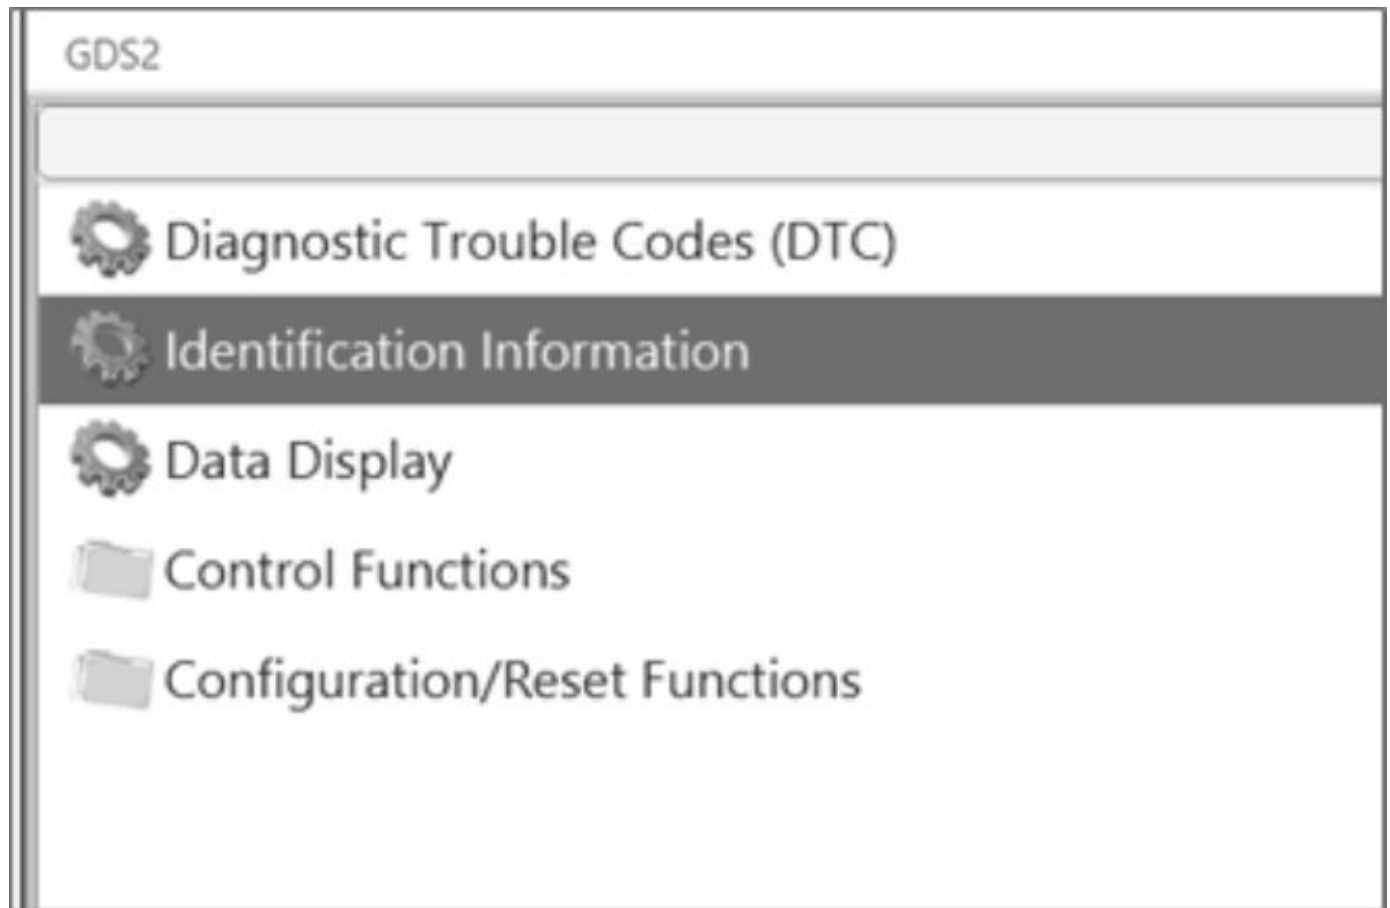 GDS2
Diagnostic Trouble Codes (DTC)
Identification Information
Data Display
Control Functions
Configuration/Reset Functions